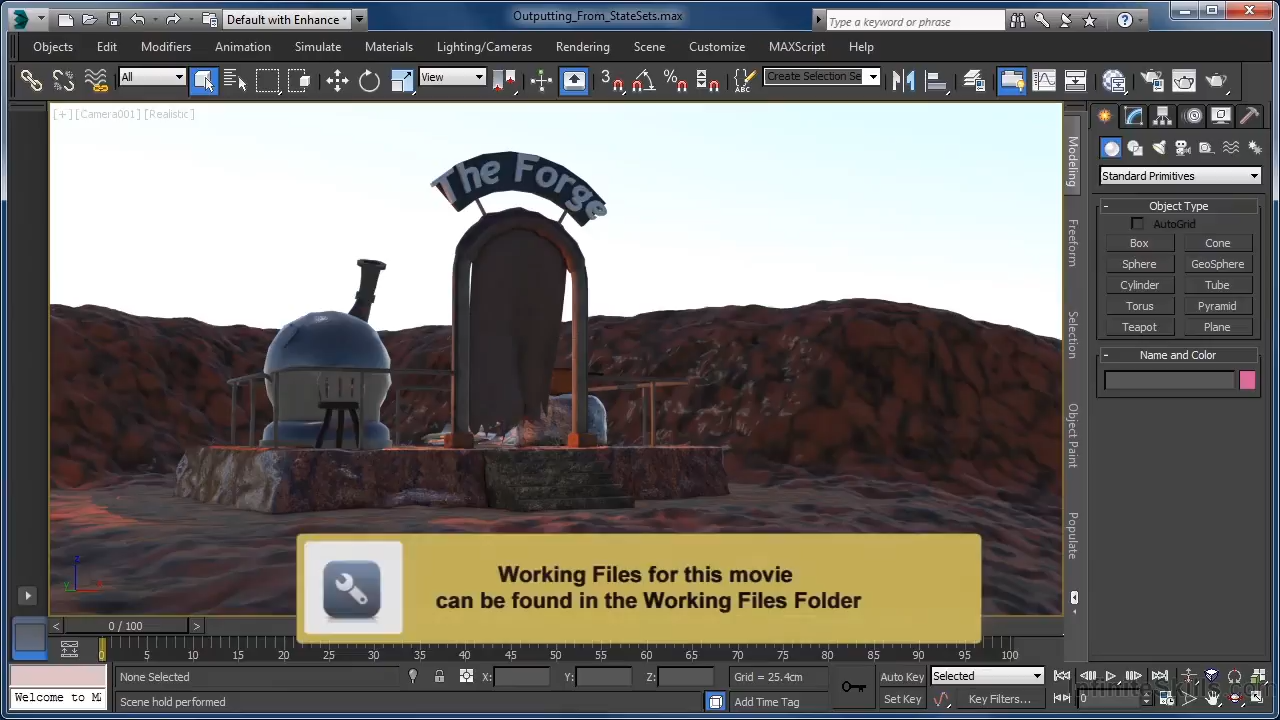 Default with Enhance
Outputting_From_StateSets.max
Type a keyword or phrase
Objects Edit Modifiers Animation Simulate Materials Lighting/Cameras Rendering Scene Customize MAXScript Help
All
View
3
%
ABC
Create Selection Se
[+] [Camera001] [Realistic]
The Forge
Modeling
Freeform
Selection
Object Paint
Populate
Standard Primitives
- Object Type
AutoGrid
Box Cone
Sphere GeoSphere
Cylinder Tube
Torus Pyramid
Teapot Plane
- Name and Color
Working Files for this movie
can be found in the Working Files Folder
z
y
x
< 0 / 100 >
0 5 10 15 20 25 30 35 40 45 50 55 60 65 70 75 80 85 90 95 100
None Selected X: Y: Z: Grid = 25.4cm Auto Key Selected
Welcome to M
Scene hold performed Add Time Tag Set Key Key Filters... 0